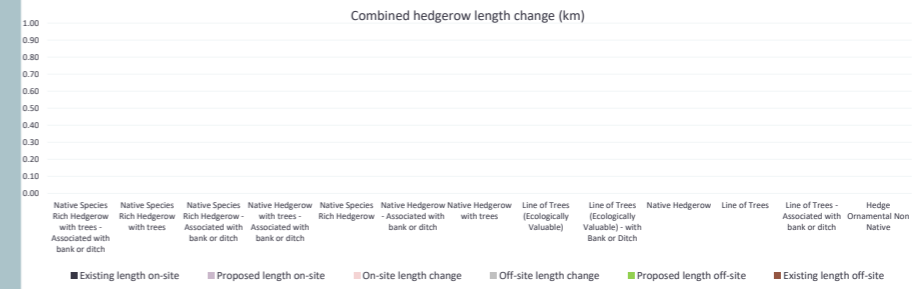 Combined hedgerow length change (km)
1.00
0.90
0.80
0.70
0.60
0.50
0.40
0.30
0.20
0.10
0.00
Native Species
Rich Hedgerow
with trees -
Associated with
bank or ditch
Native Species
Rich Hedgerow
with trees
Native Species
Rich Hedgerow -
Associated with
bank or ditch
Native Hedgerow
with trees -
Associated with
bank or ditch
Native Species
Rich Hedgerow
Native Hedgerow
- Associated with
bank or ditch
Native Hedgerow
with trees
Line of Trees
(Ecologically
Valuable)
Line of Trees
(Ecologically
Valuable) - with
Bank or Ditch
Native Hedgerow
Line of Trees
Line of Trees -
Associated with
bank or ditch
Hedge
Ornamental Non
Native
Existing length on-site
Proposed length on-site
On-site length change
Off-site length change
Proposed length off-site
Existing length off-site